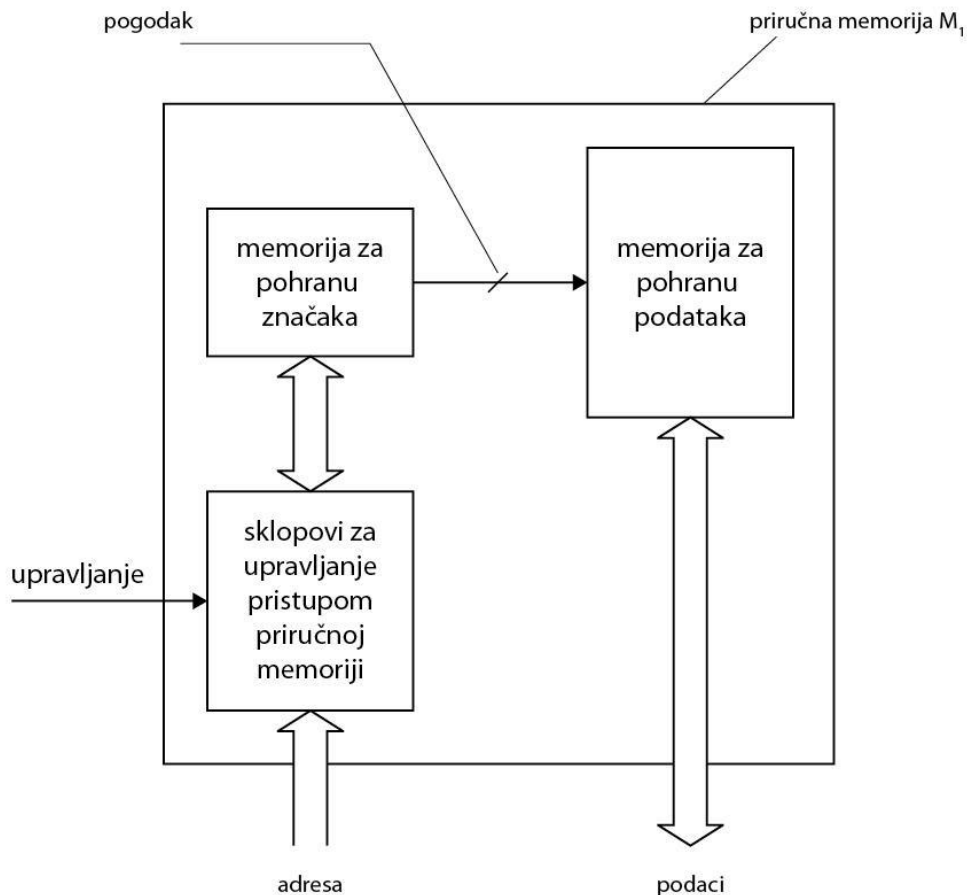 pogodak
priručna memorija M₁
memorija za
pohranu
značaka
memorija za
pohranu
podataka
sklopovi za
upravljanje
pristupom
priručnoj
memoriji
upravljanje
adresa
podaci